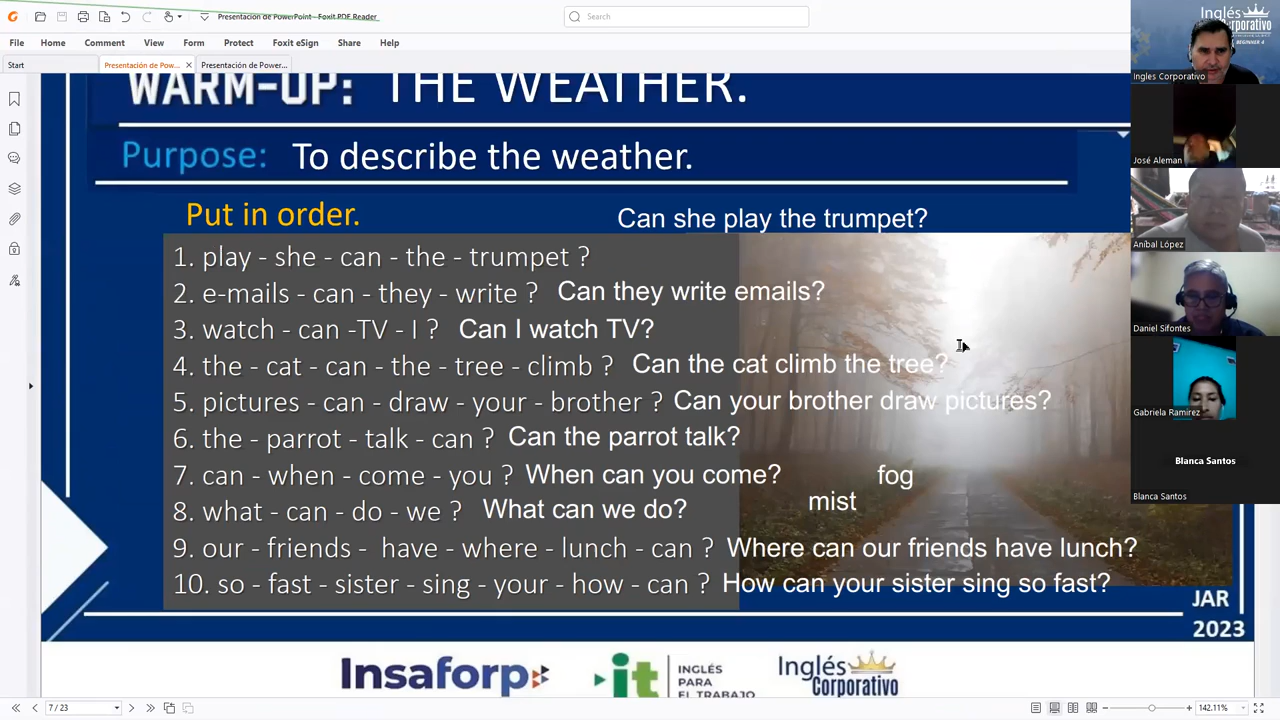 Presentación de PowerPoint - Foxit PDF Reader
Search
File Home Comment View Form Protect Foxit eSign Share Help
Start Presentación de Pow... Presentación de Power...
WARM-UP: THE WEATHER.
Purpose: To describe the weather.
Put in order. Can she play the trumpet?
1. play - she - can - the - trumpet ?
2. e-mails - can - they - write ? Can they write emails?
3. watch - can -TV - I ? Can I watch TV?
4. the - cat - can - the - tree - climb ? Can the cat climb the tree?
5. pictures - can - draw - your - brother ? Can your brother draw pictures?
6. the - parrot - talk - can ? Can the parrot talk?
7. can - when - come - you ? When can you come?
fog
mist
8. what - can - do - we ? What can we do?
9. our - friends - have - where - lunch - can ? Where can our friends have lunch?
10. so - fast - sister - sing - your - how - can ? How can your sister sing so fast?
JAR
2023
Insaforp
it INGLÉS
PARA
EL TRABAJO
Inglés
Corporativo
7 / 23
142.11%
Inglés
Corporativo
BEGINNER 4
Ingles Corporativo
José Aleman
Aníbal López
Daniel Sifontes
Gabriela Ramirez
Blanca Santos
Blanca Santos